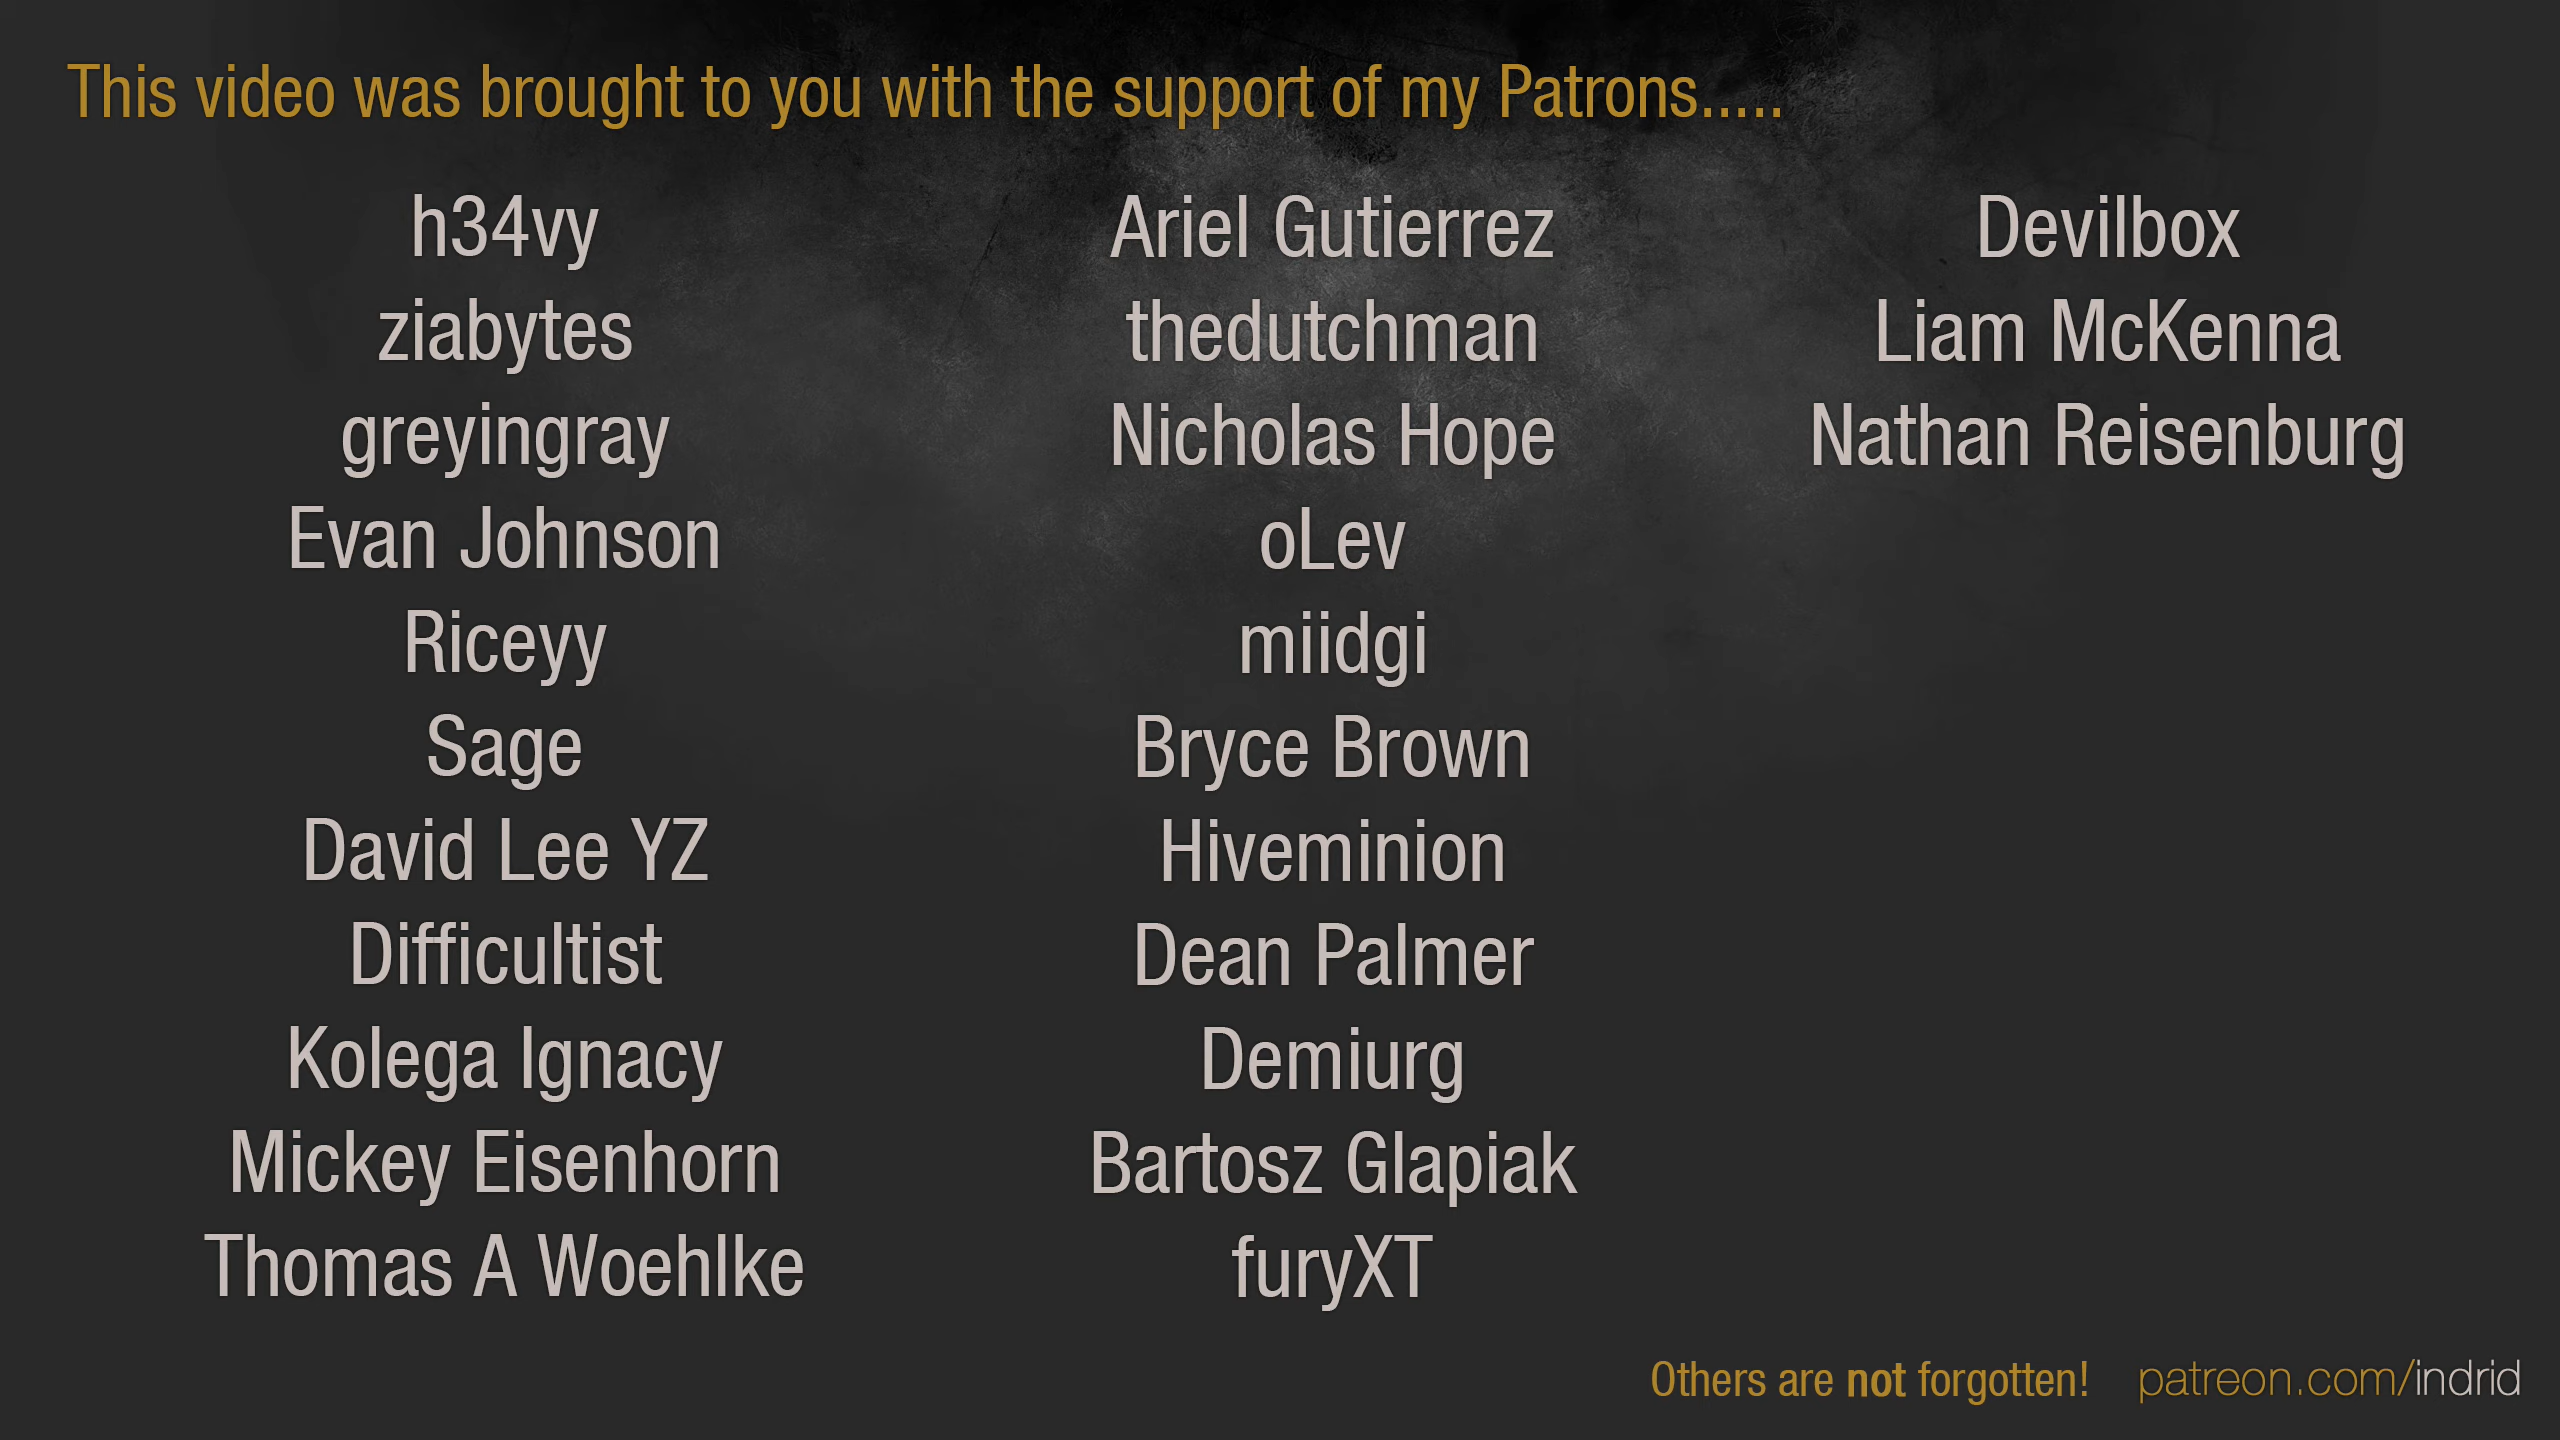 This video was brought to you with the support of my Patrons.....
h34vy
ziabytes
greyingray
Evan Johnson
Riceyy
Sage
David Lee YZ
Difficultist
Kolega Ignacy
Mickey Eisenhorn
Thomas A Woehlke
Ariel Gutierrez
thedutchman
Nicholas Hope
oLev
miidgi
Bryce Brown
Hiveminion
Dean Palmer
Demiurg
Bartosz Glapiak
furyXT
Devilbox
Liam McKenna
Nathan Reisenburg
Others are not forgotten! patreon.com/indrid